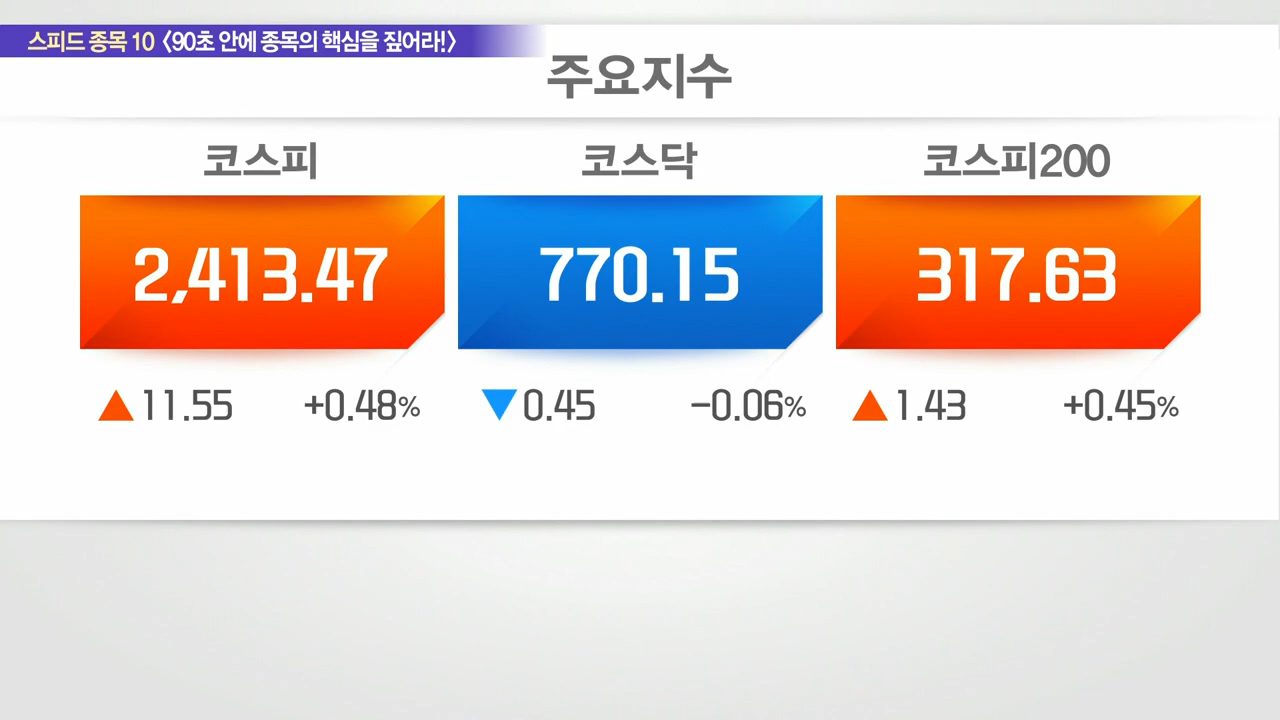 스피드 종목 10 <90초 안에 종목의 핵심을 짚어라!>
주요지수
코스피 코스닥 코스피200
2,413.47 770.15 317.63
▲ 11.55 +0.48% ▼ 0.45 -0.06% ▲ 1.43 +0.45%